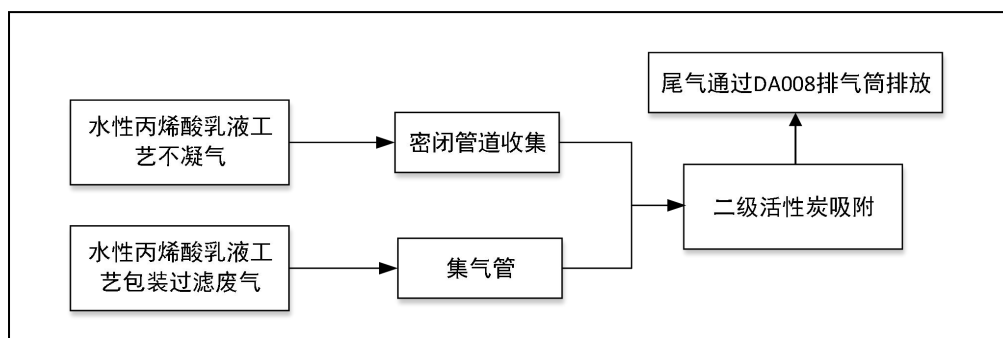 尾气通过DA008排气筒排放
水性丙烯酸乳液工
艺不凝气
密闭管道收集
二级活性炭吸附
水性丙烯酸乳液工
艺包装过滤废气
集气管